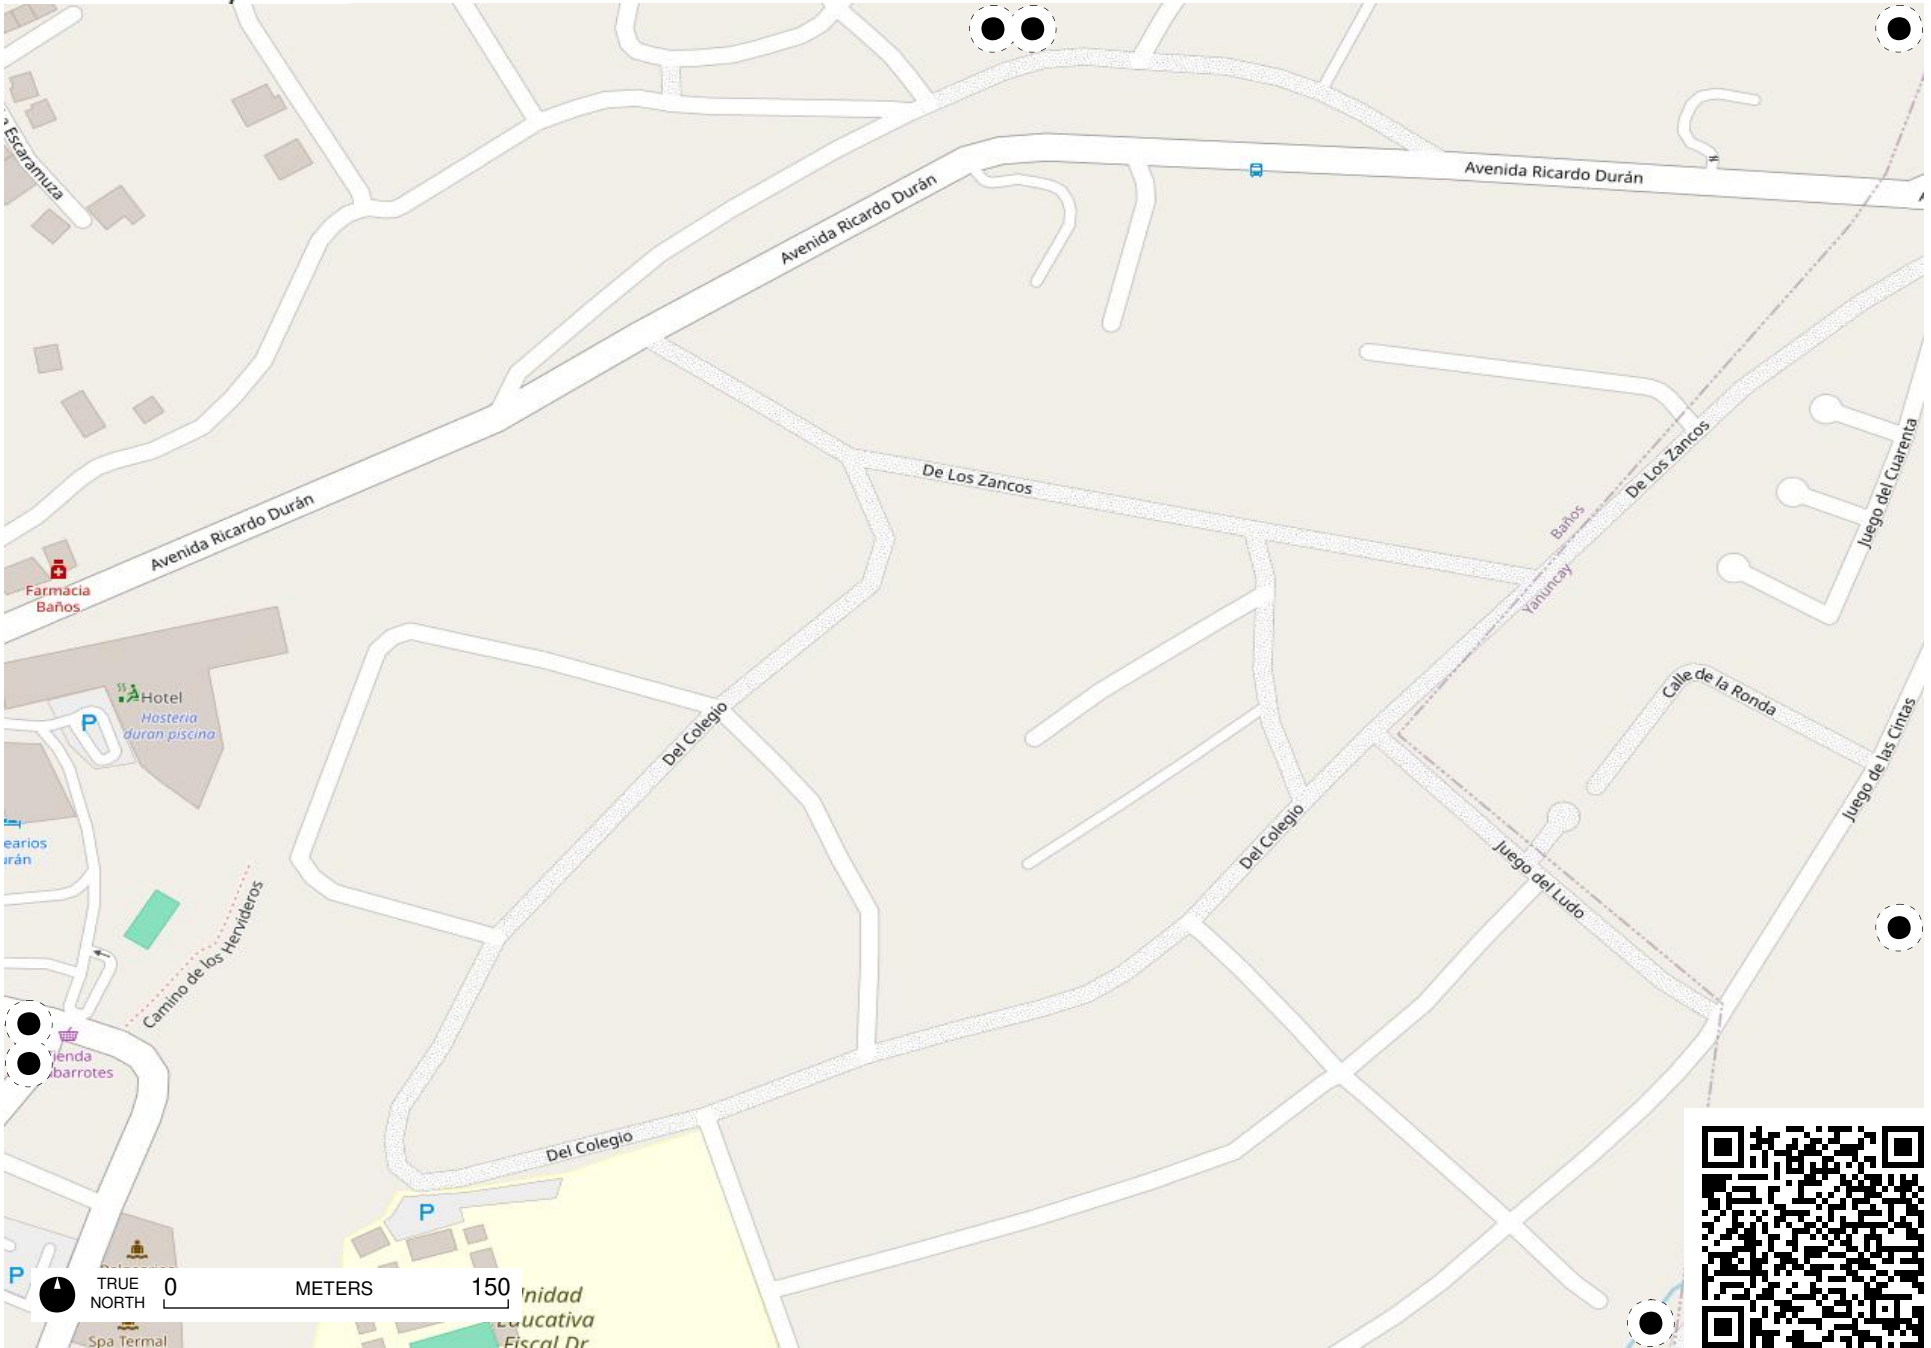 Escaramuza
Avenida Ricardo Durán
Avenida Ricardo Durán
Avenida Ricardo Durán
De Los Zancos
De Los Zancos
Juego del Cuarenta
Baños
Yanuncay
Farmacia
Baños
Calle de la Ronda
Hotel
Hosteria
duran piscina
P
Del Colegio
Juego de las Cintas
Del Colegio
Juego del Ludo
Camino de los Hervideros
Del Colegio
P
P
TRUE
NORTH
0 METERS 150
Educativa
Fiscal Dr
Spa Termal